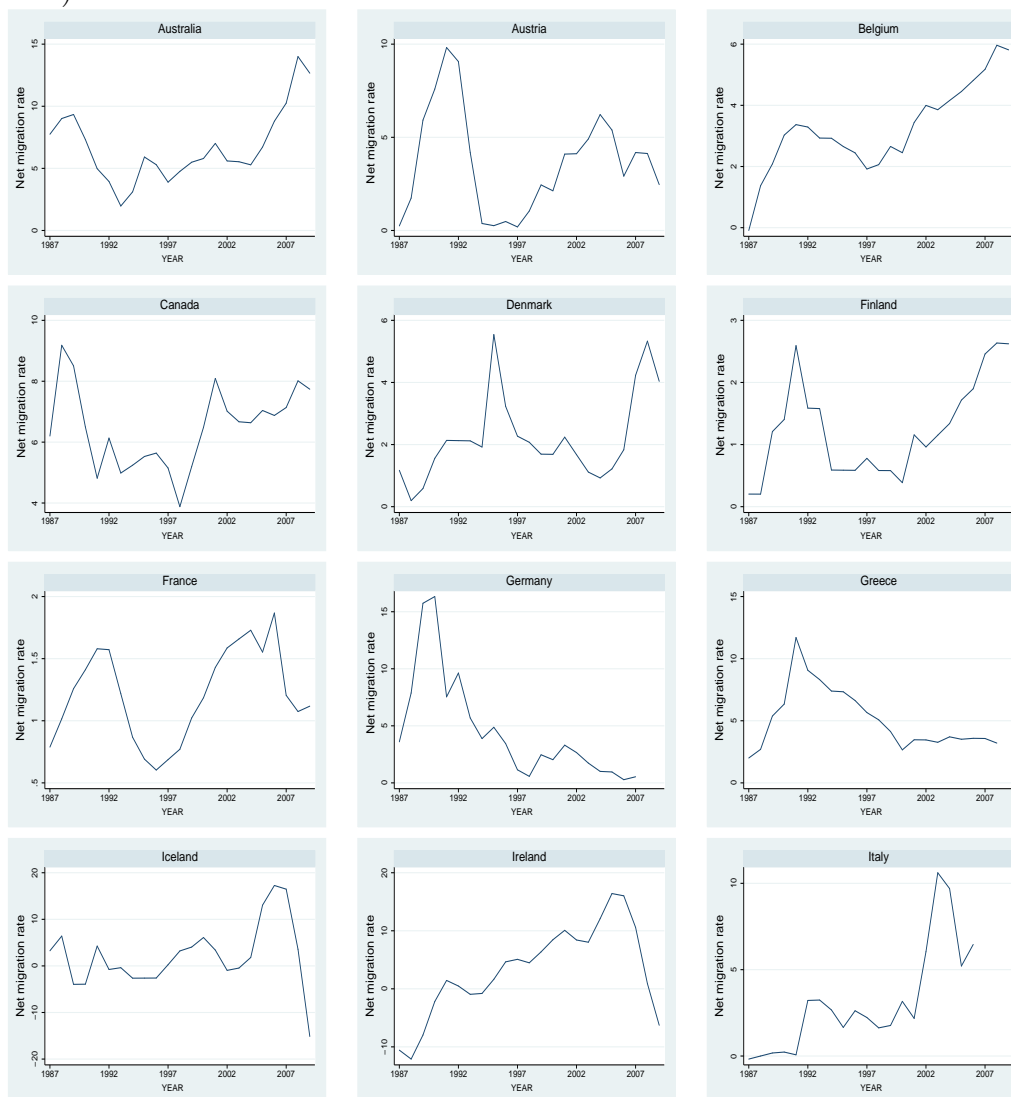 )
Australia
Net migration rate
0 5 10 15
1987 1992 1997 2002 2007
YEAR
Austria
Net migration rate
0 5 10
1987 1992 1997 2002 2007
YEAR
Belgium
Net migration rate
0 2 4 6
1987 1992 1997 2002 2007
YEAR
Canada
Net migration rate
4 6 8 10
1987 1992 1997 2002 2007
YEAR
Denmark
Net migration rate
0 2 4 6
1987 1992 1997 2002 2007
YEAR
Finland
Net migration rate
0 1 2 3
1987 1992 1997 2002 2007
YEAR
France
Net migration rate
.5 1 1.5 2
1987 1992 1997 2002 2007
YEAR
Germany
Net migration rate
0 5 10 15
1987 1992 1997 2002 2007
YEAR
Greece
Net migration rate
0 5 10 15
1987 1992 1997 2002 2007
YEAR
Iceland
Net migration rate
−20 −10 0 10 20
1987 1992 1997 2002 2007
YEAR
Ireland
Net migration rate
−10 0 10 20
1987 1992 1997 2002 2007
YEAR
Italy
Net migration rate
0 5 10
1987 1992 1997 2002 2007
YEAR